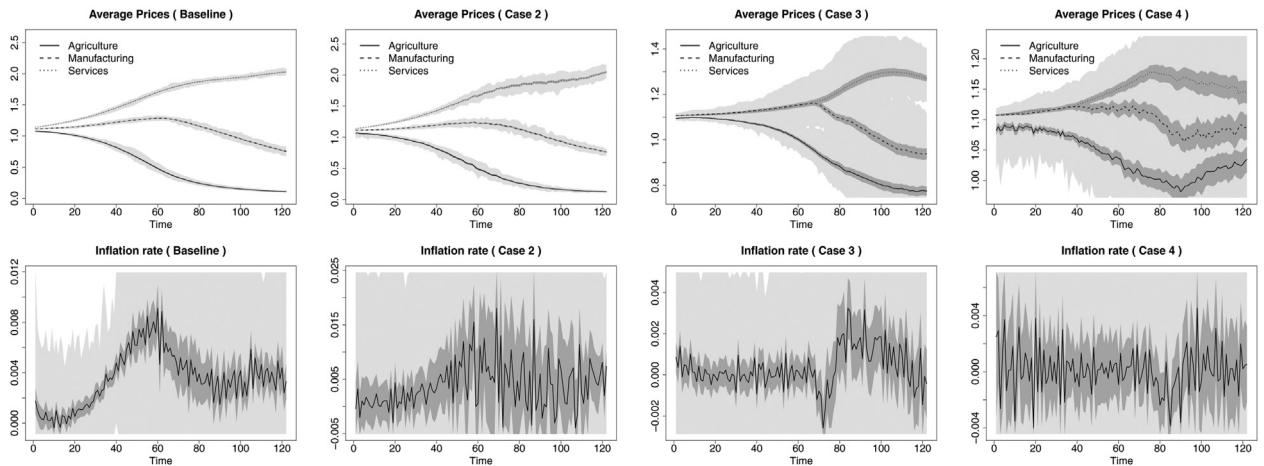 Average Prices ( Baseline )
Agriculture
Manufacturing
Services
2.5
2.0
1.5
1.0
0.5
0.0
0 20 40 60 80 100 120
Time
Average Prices ( Case 2 )
Agriculture
Manufacturing
Services
2.5
2.0
1.5
1.0
0.5
0.0
0 20 40 60 80 100 120
Time
Average Prices ( Case 3 )
Agriculture
Manufacturing
Services
1.4
1.2
1.0
0.8
0 20 40 60 80 100 120
Time
Average Prices ( Case 4 )
Agriculture
Manufacturing
Services
1.20
1.15
1.10
1.05
1.00
0 20 40 60 80 100 120
Time
Inflation rate ( Baseline )
0.012
0.008
0.004
0.000
0 20 40 60 80 100 120
Time
Inflation rate ( Case 2 )
0.025
0.015
0.005
−0.005
0 20 40 60 80 100 120
Time
Inflation rate ( Case 3 )
0.004
0.002
0.000
−0.002
0 20 40 60 80 100 120
Time
Inflation rate ( Case 4 )
0.004
0.000
−0.004
0 20 40 60 80 100 120
Time